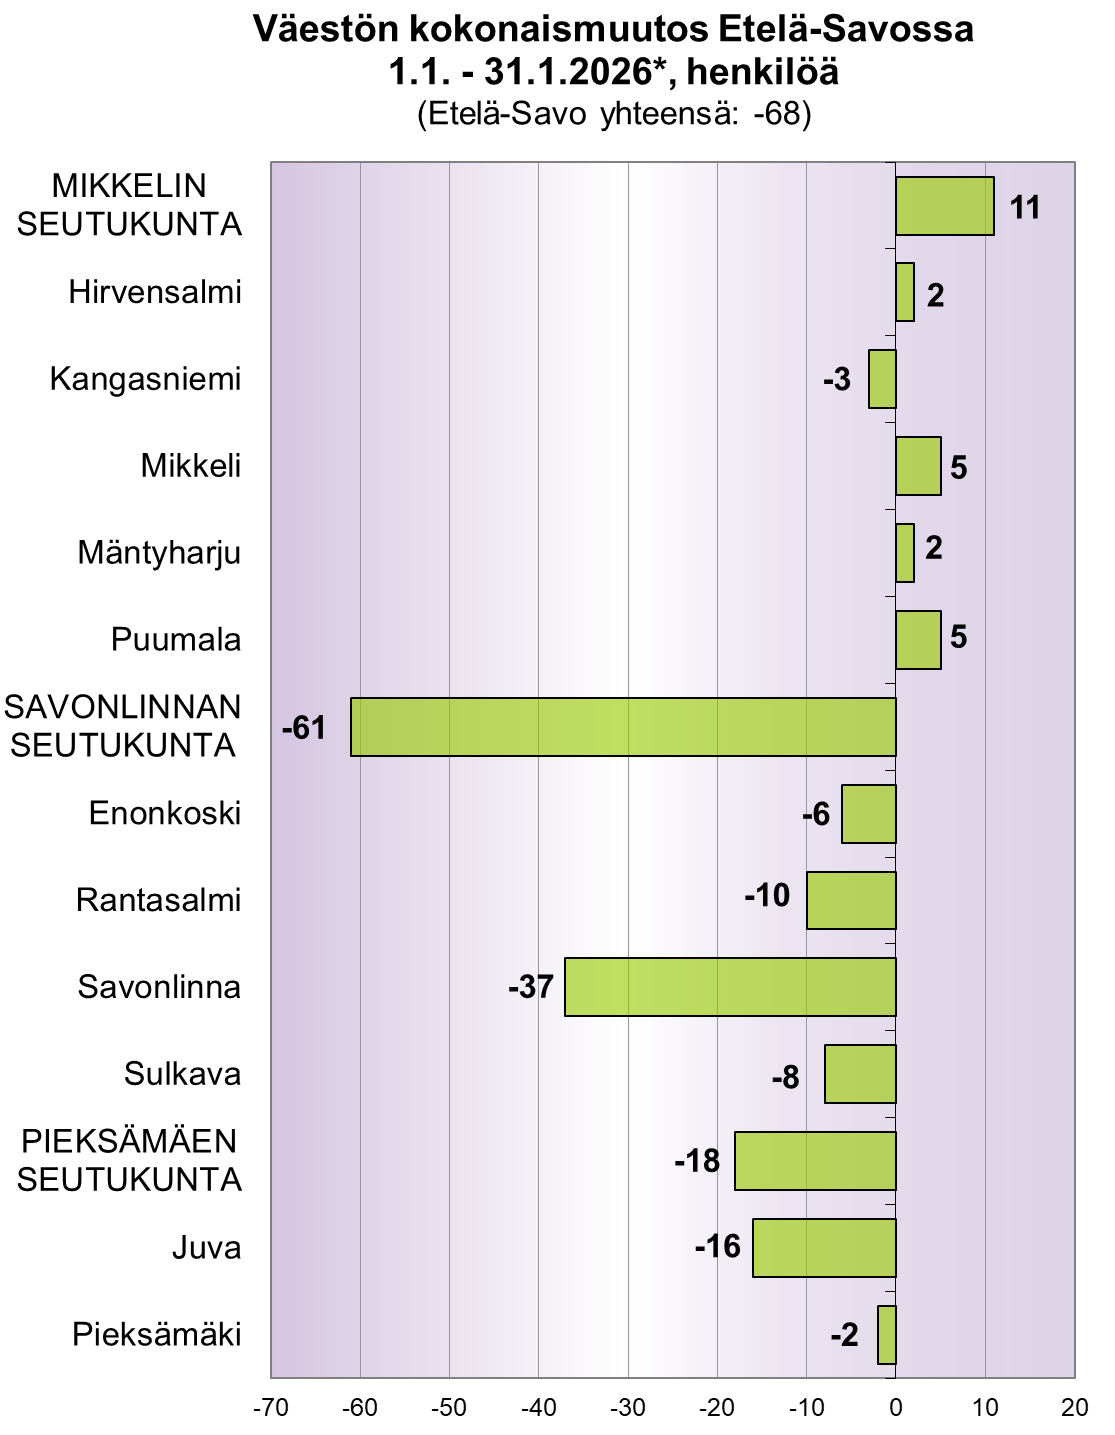 Väestön kokonaismuutos Etelä-Savossa
1.1. - 31.1.2026*, henkilöä
(Etelä-Savo yhteensä: -68)
MIKKELIN
SEUTUKUNTA
11
Hirvensalmi
2
Kangasniemi
-3
Mikkeli
5
Mäntyharju
2
Puumala
5
SAVONLINNAN
SEUTUKUNTA
-61
Enonkoski
-6
Rantasalmi
-10
Savonlinna
-37
Sulkava
-8
PIEKSÄMÄEN
SEUTUKUNTA
-18
Juva
-16
Pieksämäki
-2
-70 -60 -50 -40 -30 -20 -10 0 10 20